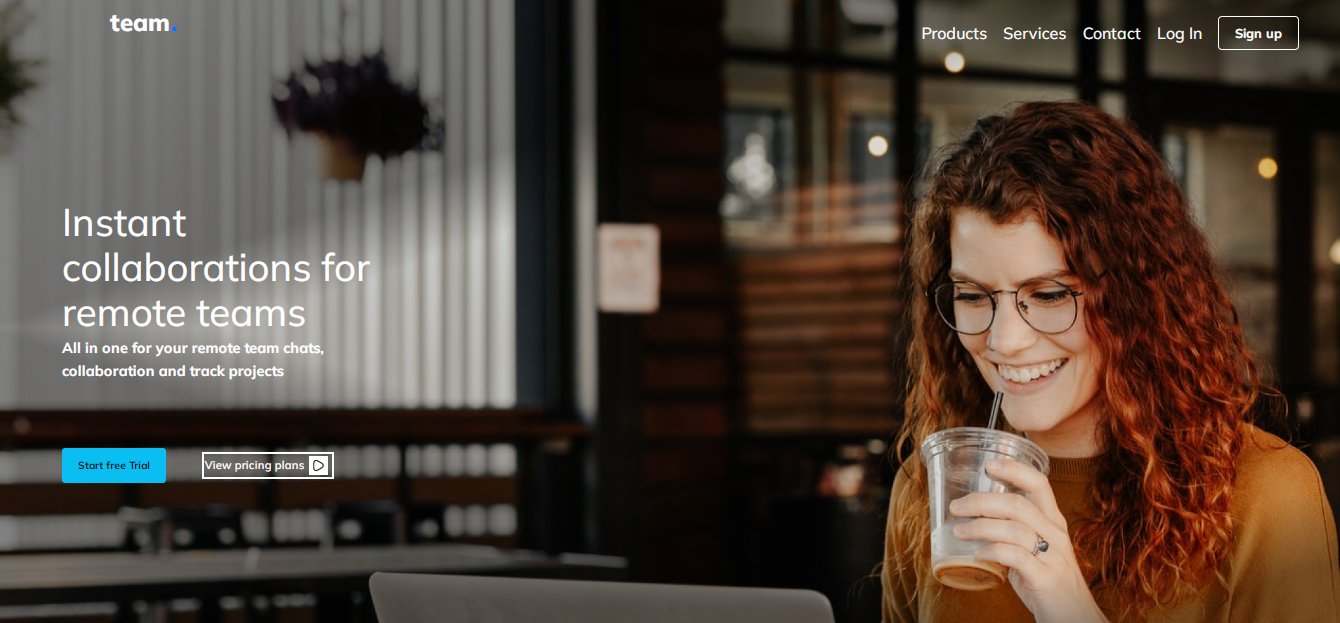 team.
Products Services Contact Log In Sign up
Instant
collaborations for
remote teams
All in one for your remote team chats,
collaboration and track projects
Start free Trial View pricing plans